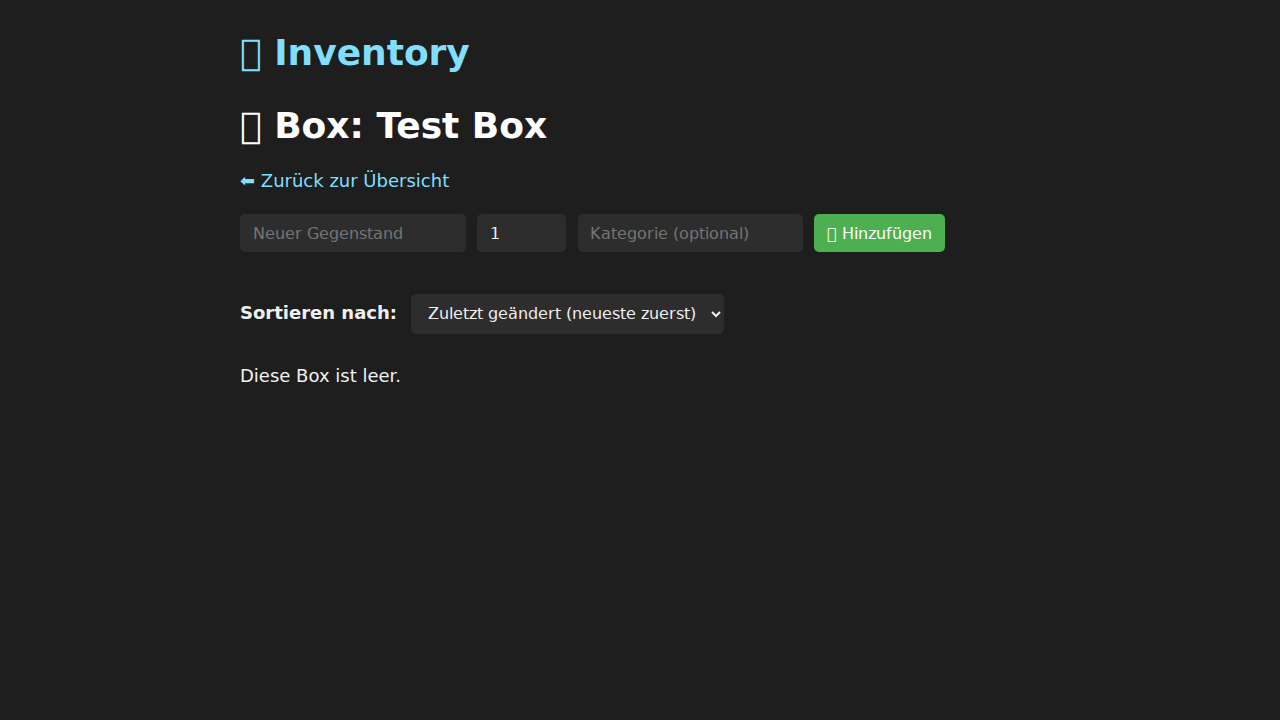 Inventory
Box: Test Box
⬅ Zurück zur Übersicht
Neuer Gegenstand 1 Kategorie (optional) Hinzufügen
Sortieren nach: Zuletzt geändert (neueste zuerst)
Diese Box ist leer.